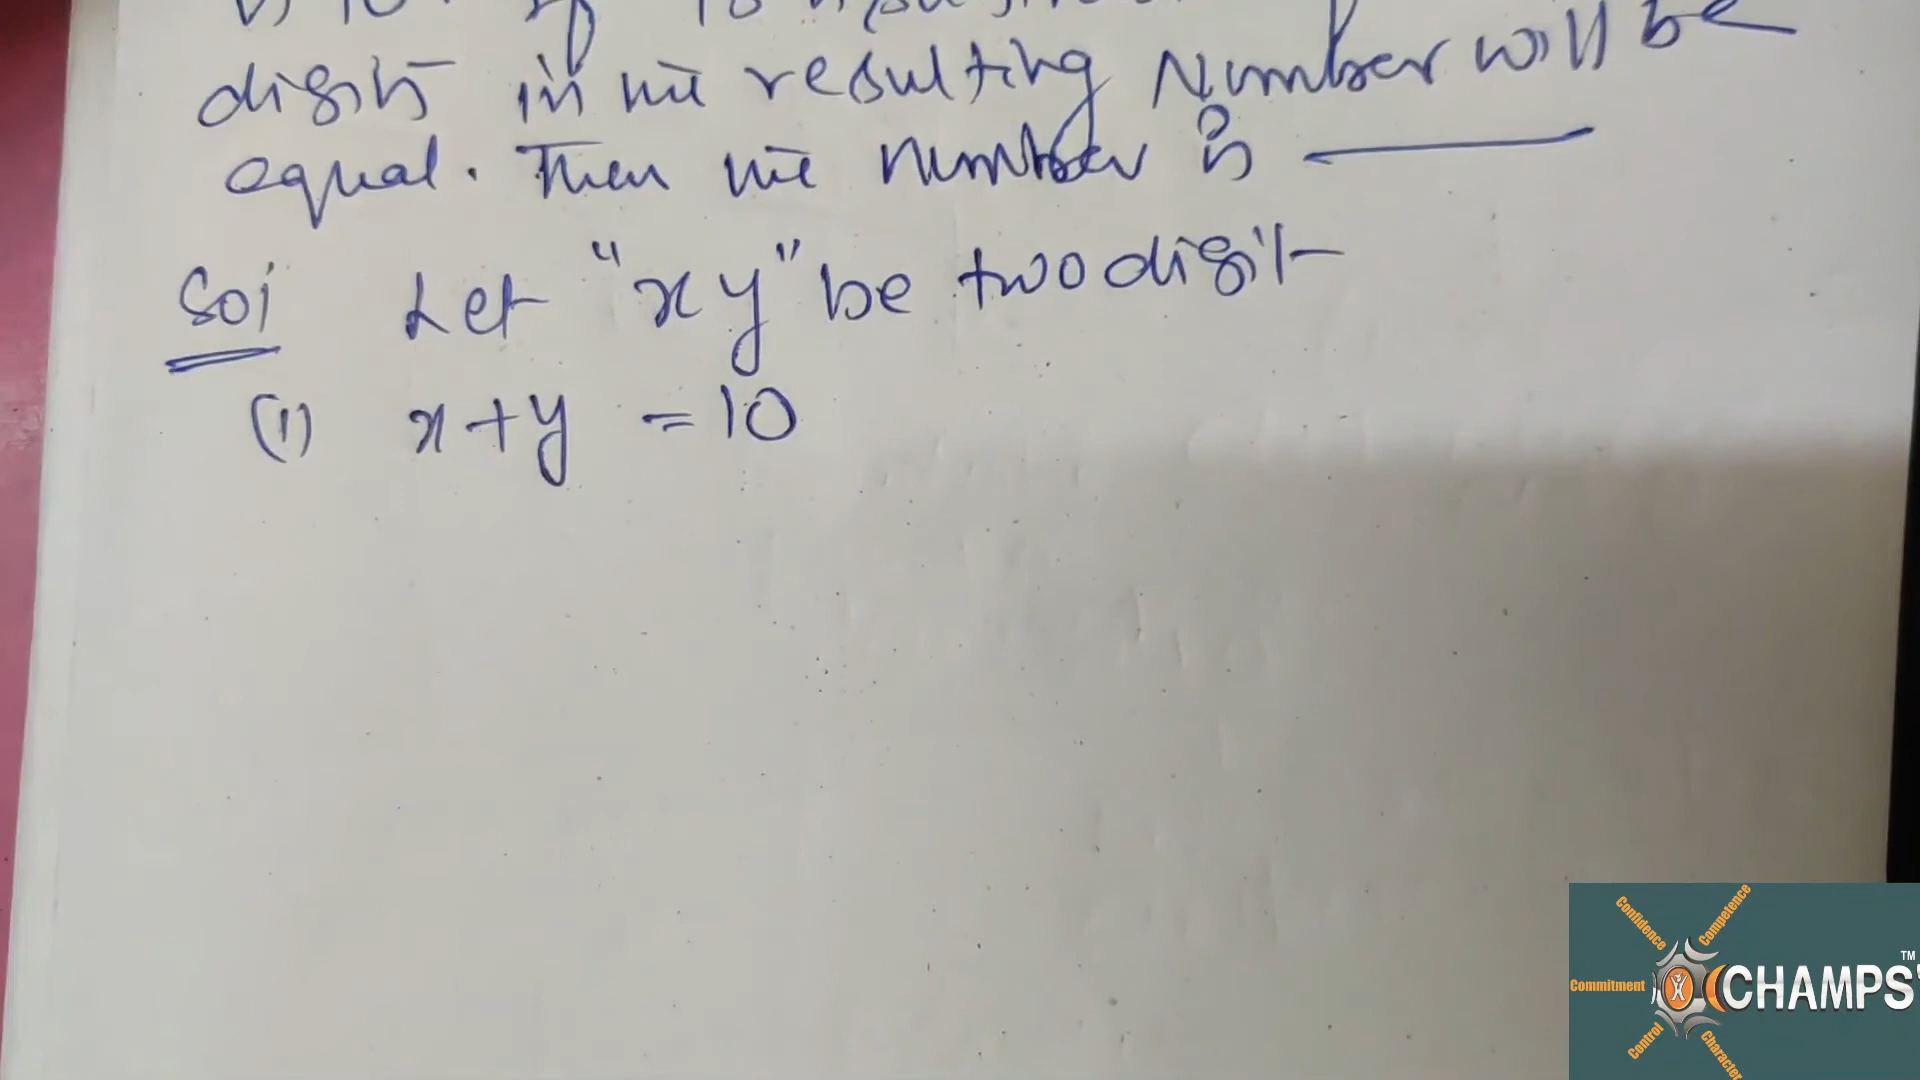 digits in the resulting Number will be
equal. Then the number is
Sol Let "xy" be two digit
(1) x+y = 10
Confidence
Competence
Commitment
CHAMPS
TM
Control
Character